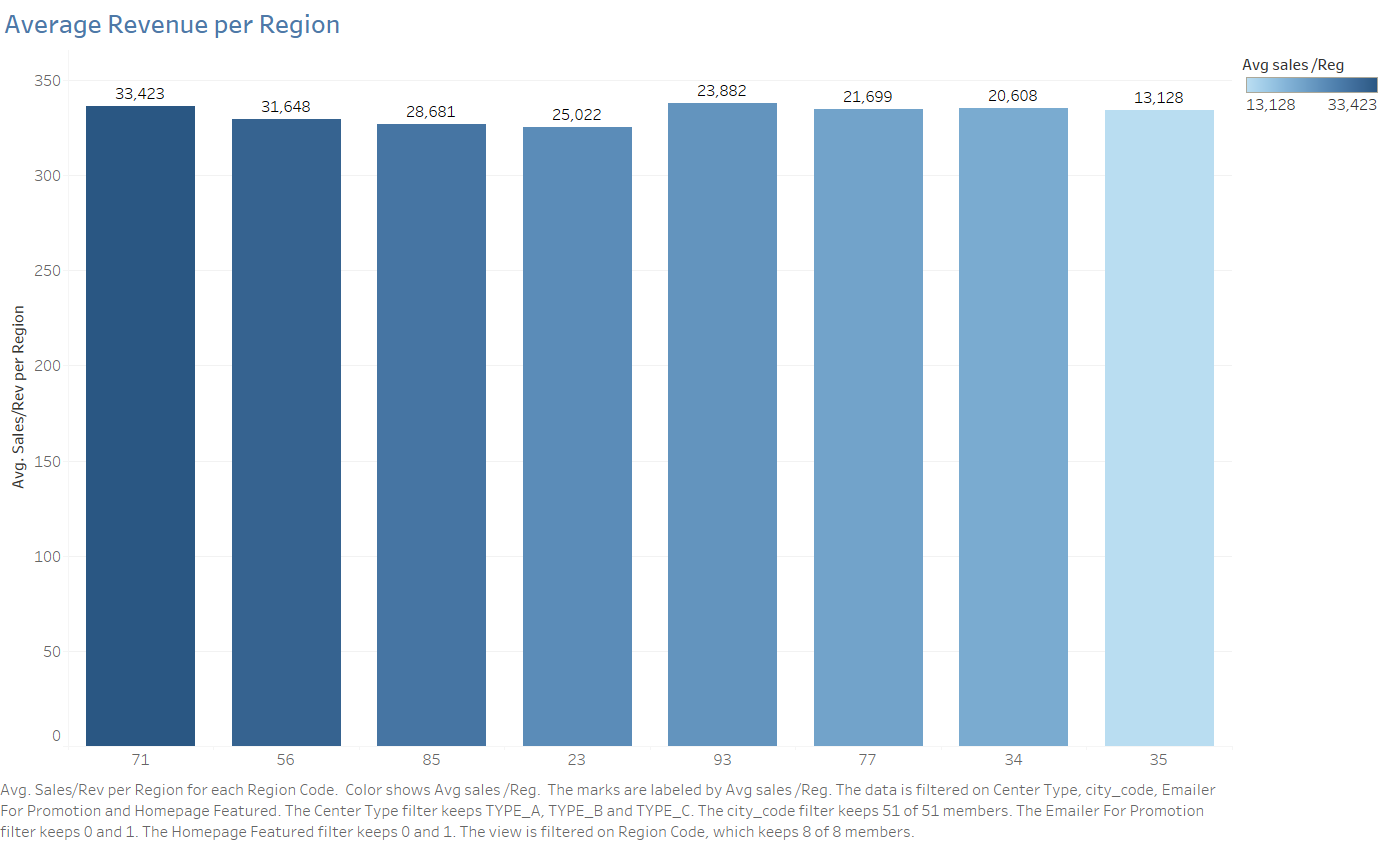 Average Revenue per Region
Avg sales /Reg
13,128 33,423
Avg. Sales/Rev per Region
350
300
250
200
150
100
50
0
33,423
31,648
28,681
25,022
23,882
21,699
20,608
13,128
71 56 85 23 93 77 34 35
Avg. Sales/Rev per Region for each Region Code. Color shows Avg sales /Reg. The marks are labeled by Avg sales /Reg. The data is filtered on Center Type, city_code, Emailer
For Promotion and Homepage Featured. The Center Type filter keeps TYPE_A, TYPE_B and TYPE_C. The city_code filter keeps 51 of 51 members. The Emailer For Promotion
filter keeps 0 and 1. The Homepage Featured filter keeps 0 and 1. The view is filtered on Region Code, which keeps 8 of 8 members.